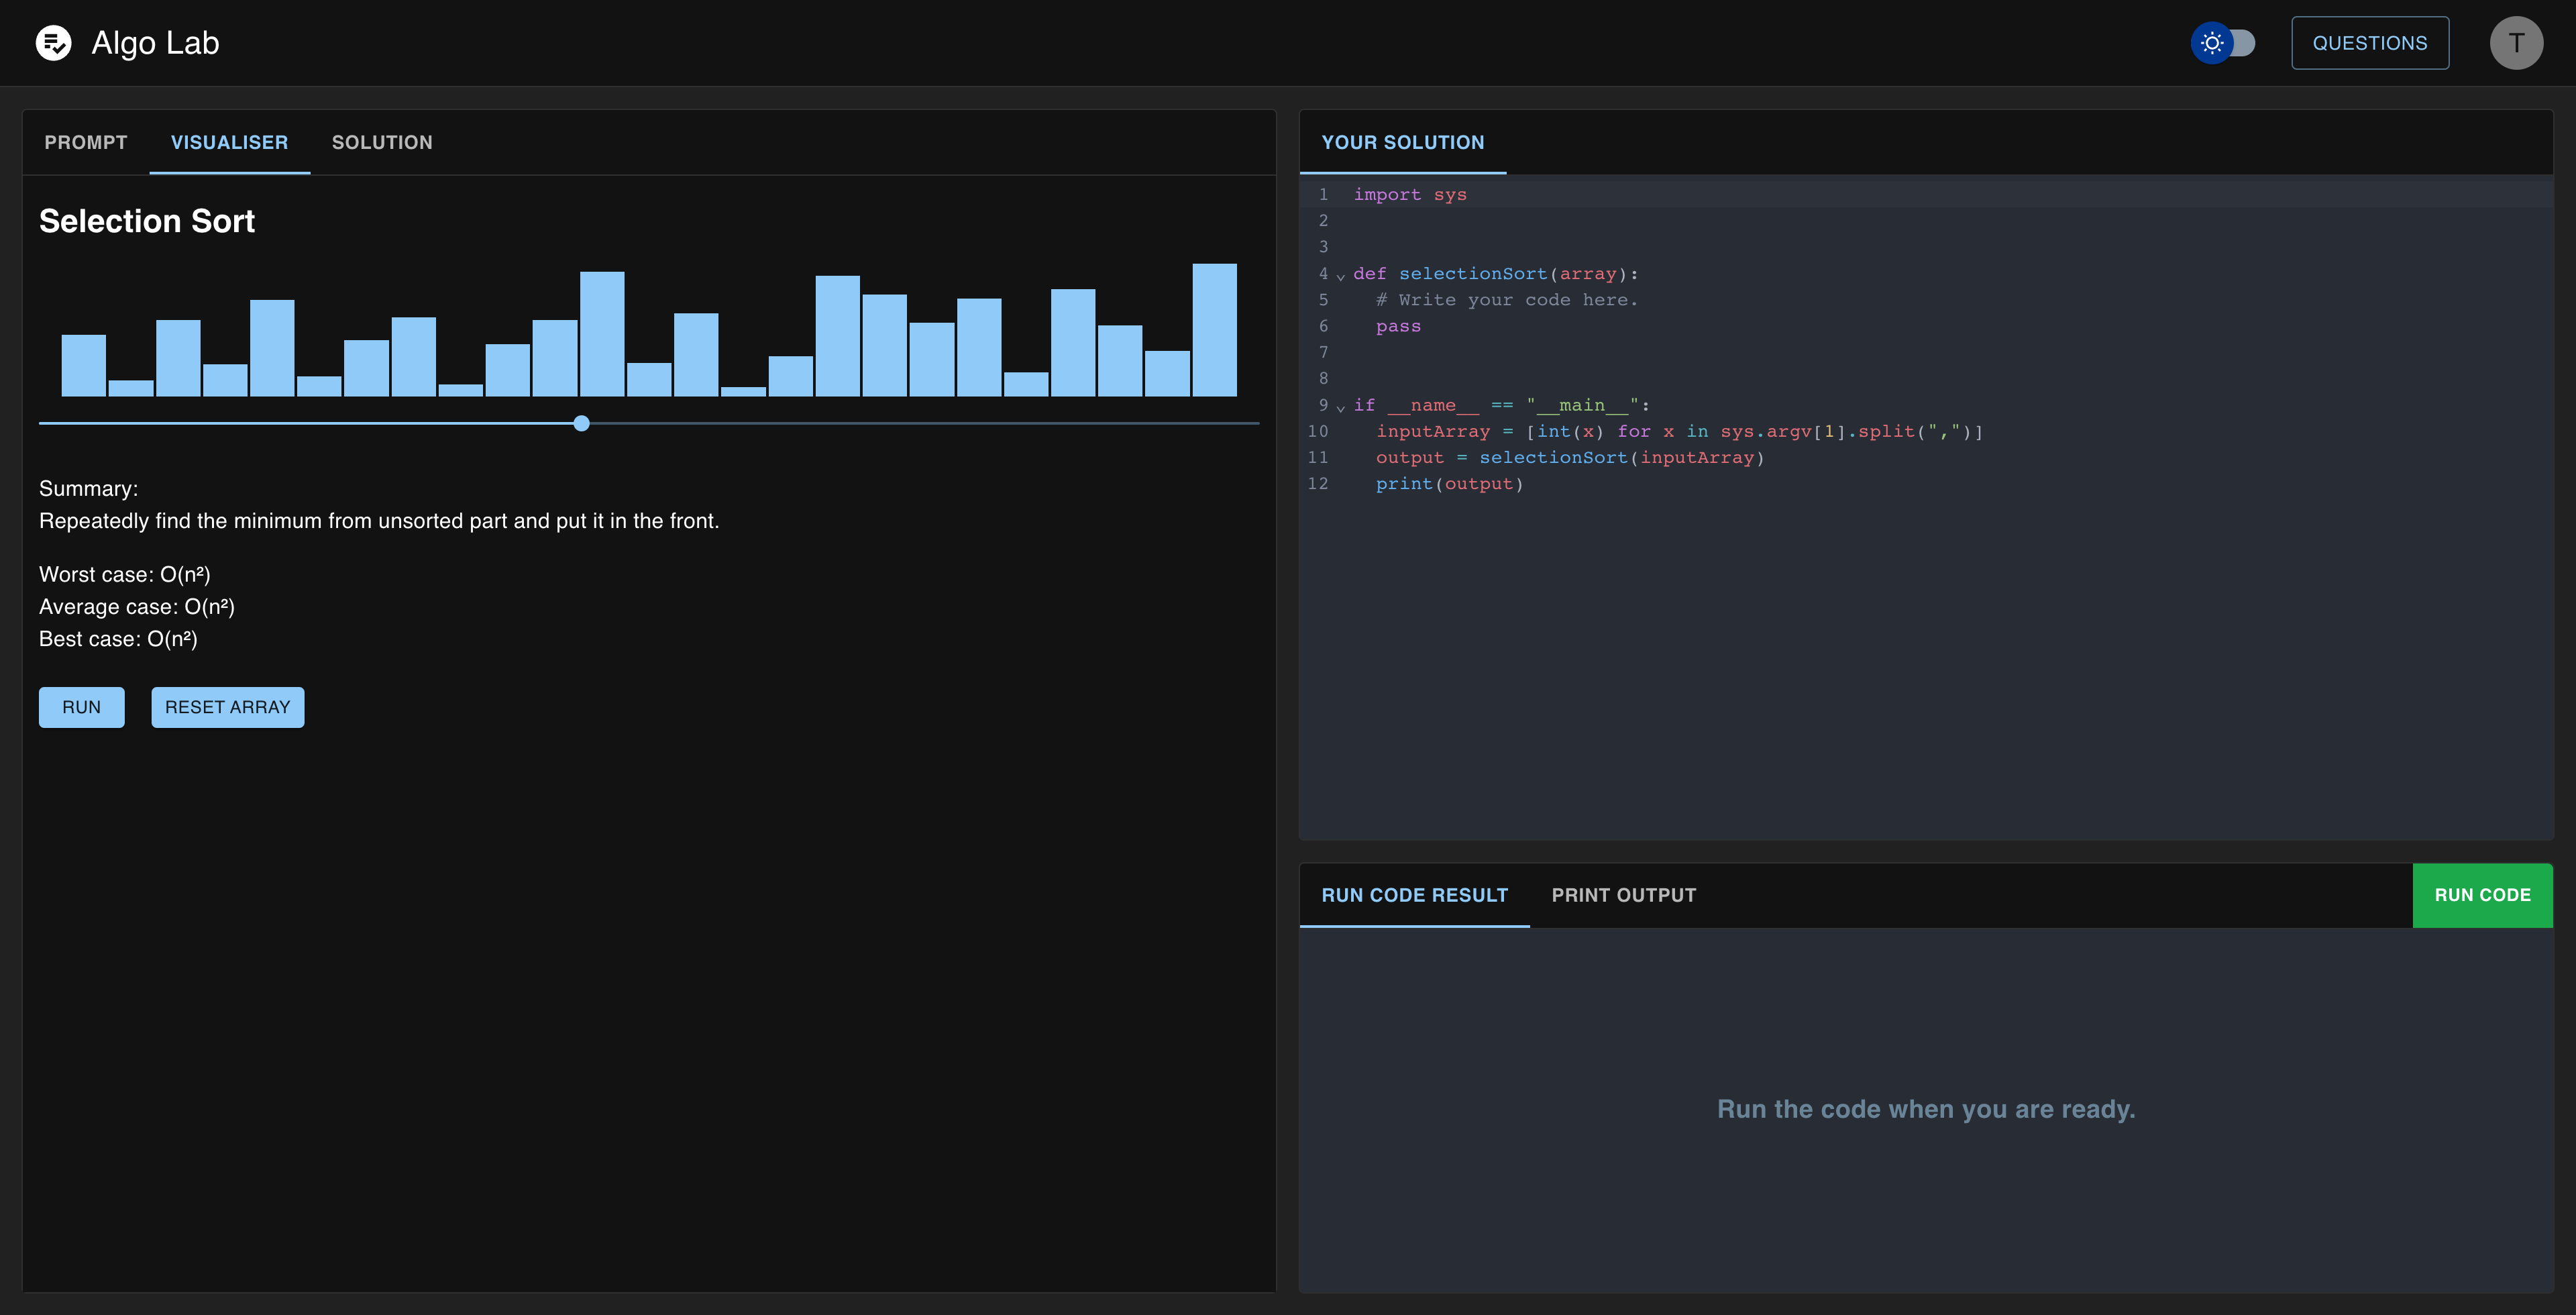 Algo Lab
QUESTIONS
T
PROMPT VISUALISER SOLUTION
Selection Sort
Summary:
Repeatedly find the minimum from unsorted part and put it in the front.
Worst case: O(n²)
Average case: O(n²)
Best case: O(n²)
RUN RESET ARRAY
YOUR SOLUTION
1 import sys
2
3
4 def selectionSort(array):
5   # Write your code here.
6   pass
7
8
9 if __name__ == "__main__":
10   inputArray = [int(x) for x in sys.argv[1].split(",")]
11   output = selectionSort(inputArray)
12   print(output)
RUN CODE RESULT PRINT OUTPUT RUN CODE
Run the code when you are ready.